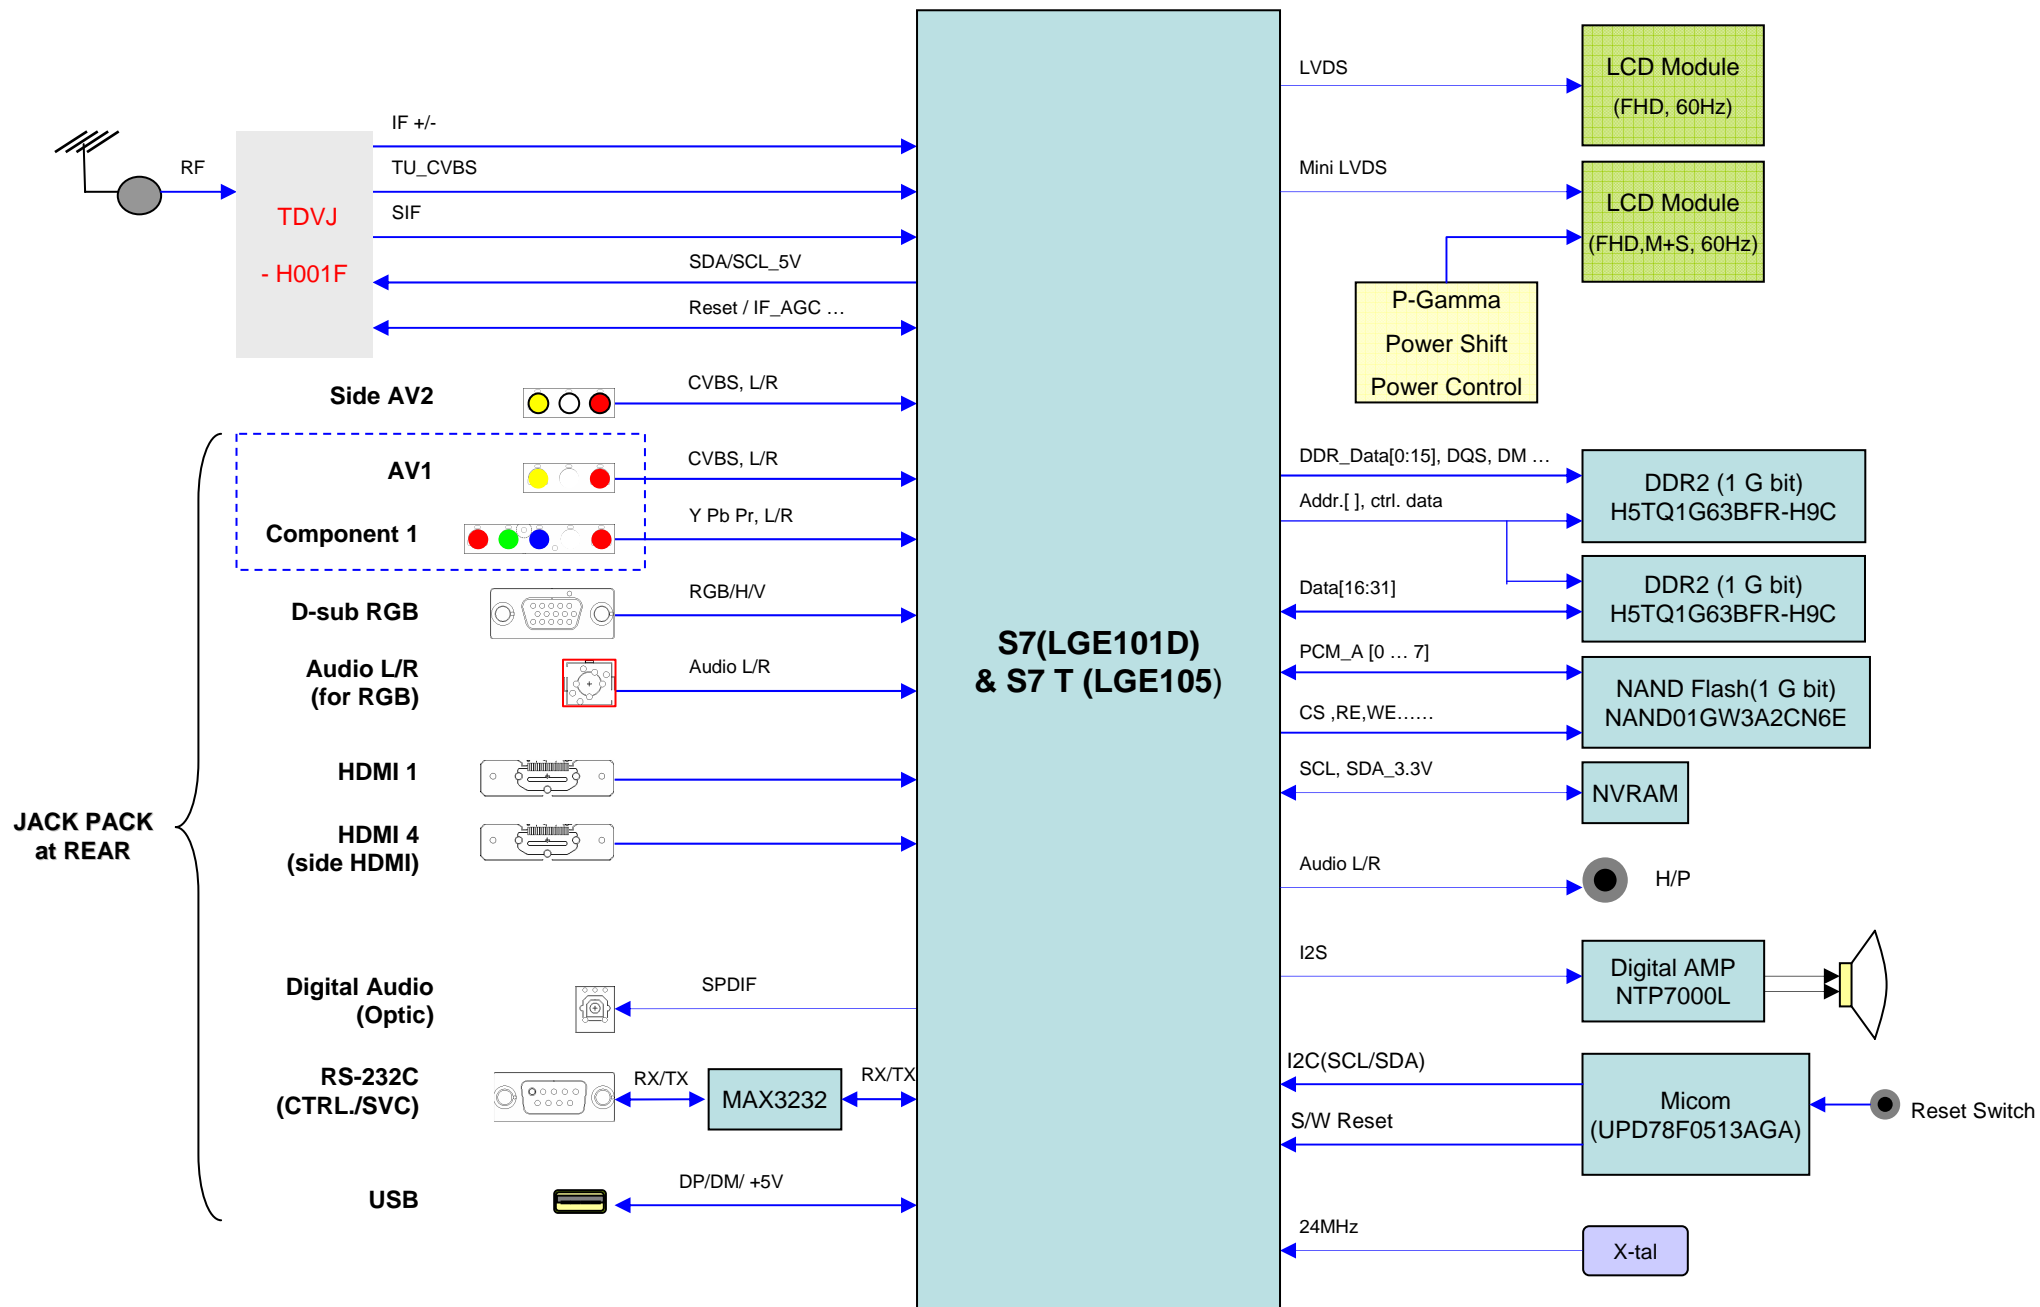 RF
TDVJ
- H001F
IF +/-
TU_CVBS
SIF
SDA/SCL_5V
Reset / IF_AGC …
Side AV2
CVBS, L/R
AV1
CVBS, L/R
Component 1
Y Pb Pr, L/R
D-sub RGB
RGB/H/V
Audio L/R
(for RGB)
Audio L/R
HDMI 1
HDMI 4
(side HDMI)
JACK PACK
at REAR
Digital Audio
(Optic)
SPDIF
RS-232C
(CTRL./SVC)
RX/TX
MAX3232
RX/TX
USB
DP/DM/ +5V
S7(LGE101D)
& S7 T (LGE105)
LVDS
LCD Module
(FHD, 60Hz)
Mini LVDS
LCD Module
(FHD,M+S, 60Hz)
P-Gamma
Power Shift
Power Control
DDR_Data[0:15], DQS, DM …
Addr.[ ], ctrl. data
DDR2 (1 G bit)
H5TQ1G63BFR-H9C
Data[16:31]
DDR2 (1 G bit)
H5TQ1G63BFR-H9C
PCM_A [0 … 7]
CS ,RE,WE……
NAND Flash(1 G bit)
NAND01GW3A2CN6E
SCL, SDA_3.3V
NVRAM
Audio L/R
H/P
I2S
Digital AMP
NTP7000L
I2C(SCL/SDA)
S/W Reset
Micom
(UPD78F0513AGA)
Reset Switch
24MHz
X-tal